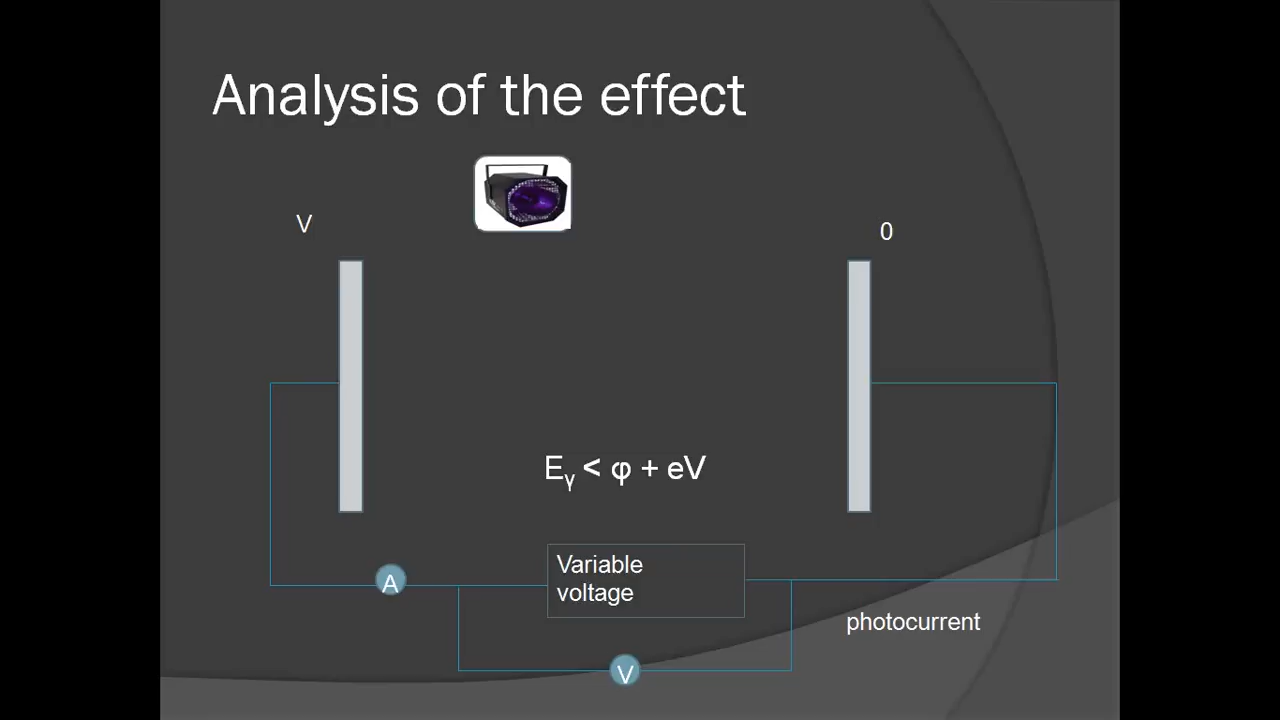 Analysis of the effect
V
0
Eᵧ < φ + eV
Variable
voltage
A
photocurrent
V